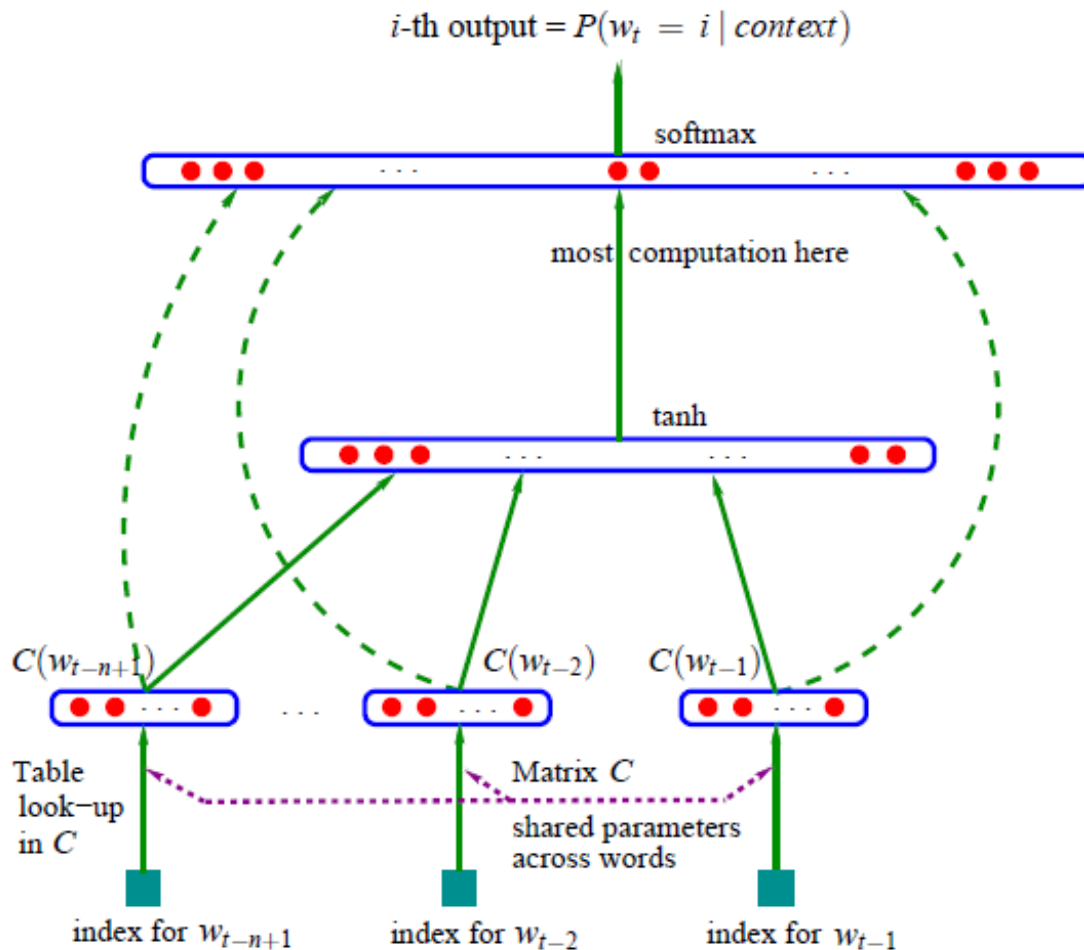 i-th output = P(w_t = i | context)
softmax
. . .
. . .
most computation here
tanh
. . .
. . .
C(w_{t−n+1})
C(w_{t−2})
C(w_{t−1})
. . .
. . .
. . .
. . .
Table
look−up
in C
Matrix C
shared parameters
across words
index for w_{t−n+1}
index for w_{t−2}
index for w_{t−1}